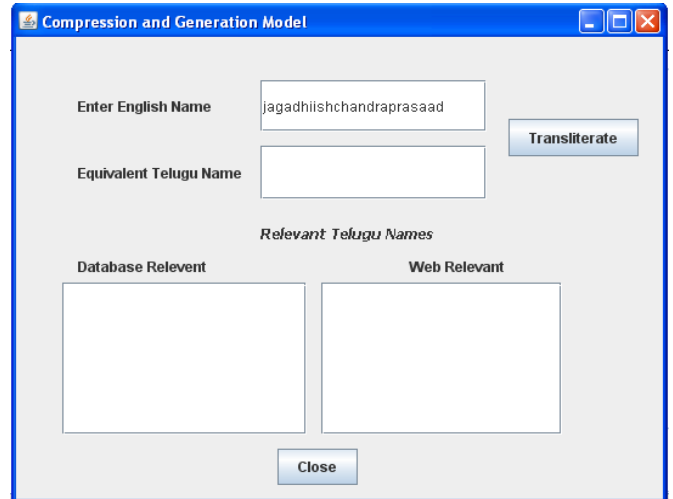 Compression and Generation Model
Enter English Name
jagadhiishchandraprasaad
Transliterate
Equivalent Telugu Name
Relevant Telugu Names
Database Relevent
Web Relevant
Close